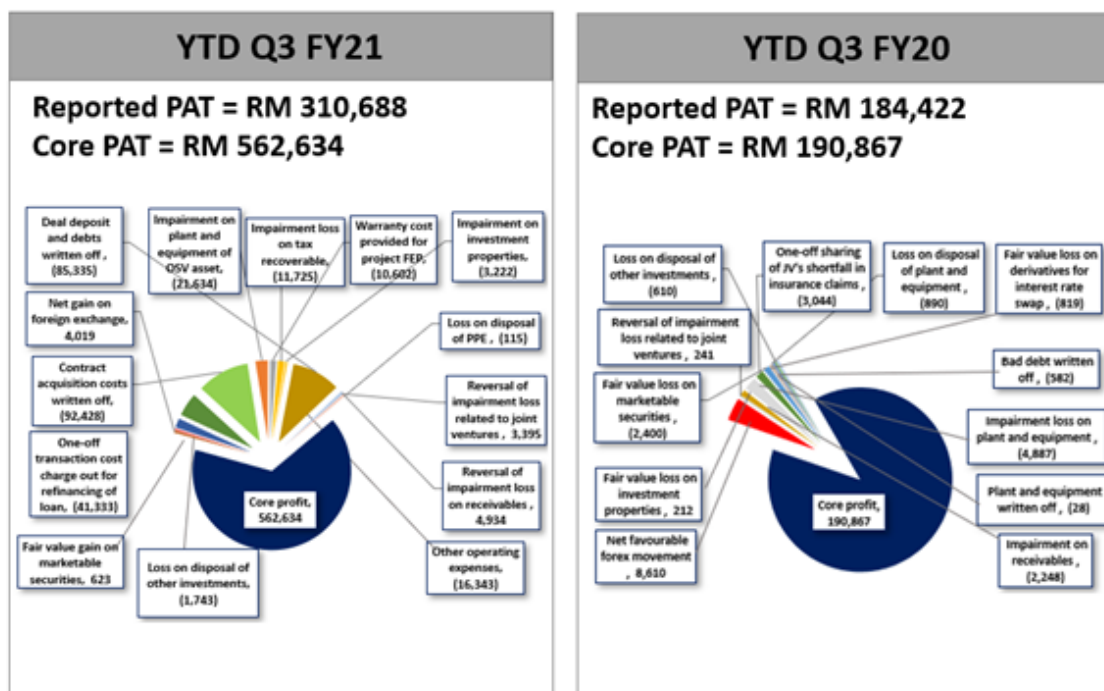 YTD Q3 FY21
Reported PAT = RM 310,688
Core PAT = RM 562,634
Deal deposit
and debts
written off ,
(85,335)
Impairment on
plant and
equipment of
OSV asset,
(21,634)
Impairment loss
on tax
recoverable,
(11,725)
Warranty cost
provided for
project FEP,
(10,602)
Impairment on
investment
properties,
(3,222)
Net gain on
foreign exchange,
4,019
Loss on disposal
of PPE , (115)
Contract
acquisition costs
written off,
(92,428)
Reversal of
impairment loss
related to joint
ventures , 3,395
One-off
transaction cost
charge out for
refinancing of
loan, (41,333)
Core profit,
562,634
Reversal of
impairment loss
on receivables ,
4,934
Fair value gain on
marketable
securities, 623
Loss on disposal of
other investments,
(1,743)
Other operating
expenses,
(16,343)
YTD Q3 FY20
Reported PAT = RM 184,422
Core PAT = RM 190,867
Loss on disposal of
other investments ,
(610)
One-off sharing
of JV's shortfall in
insurance claims ,
(3,044)
Loss on disposal
of plant and
equipment ,
(890)
Fair value loss on
derivatives for
interest rate
swap , (819)
Reversal of impairment
loss related to joint
ventures , 241
Bad debt written
off , (582)
Fair value loss on
marketable
securities ,
(2,400)
Impairment loss on
plant and equipment ,
(4,887)
Fair value loss on
investment
properties , 212
Core profit,
190,867
Plant and equipment
written off , (28)
Net favourable
forex movement
, 8,610
Impairment on
receivables ,
(2,248)